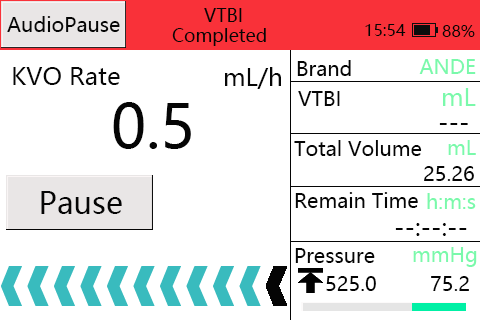 AudioPause
VTBI
Completed
15:54 88%
KVO Rate mL/h
0.5
Pause
Brand ANDE
VTBI mL
---
Total Volume mL
25.26
Remain Time h:m:s
--:--:--
Pressure mmHg
525.0 75.2